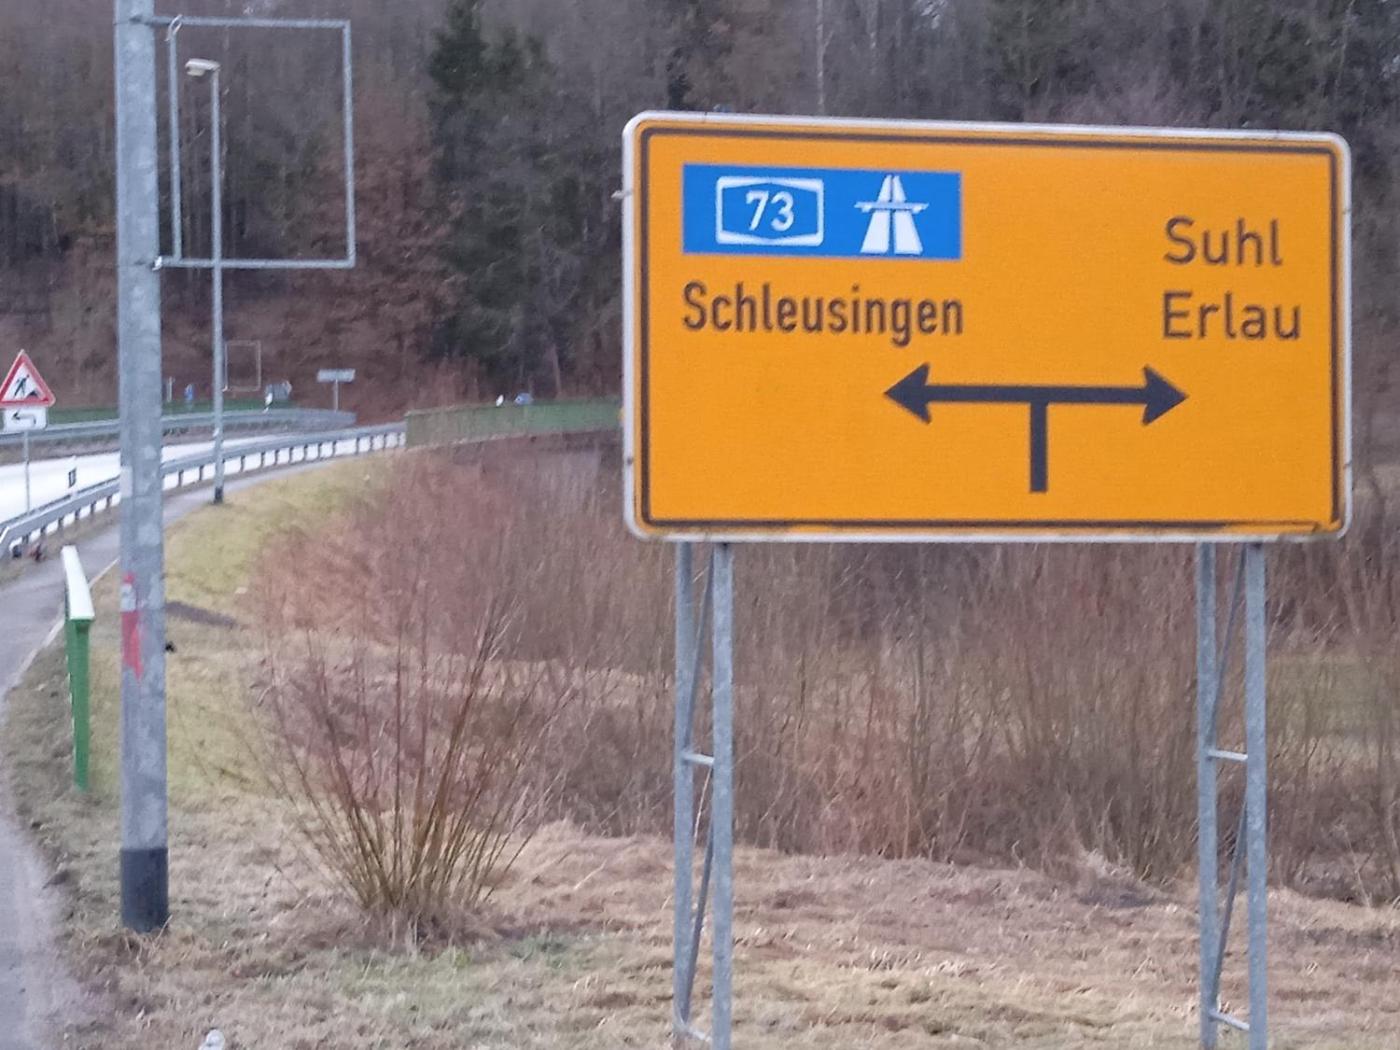 73
Schleusingen
Suhl
Erlau